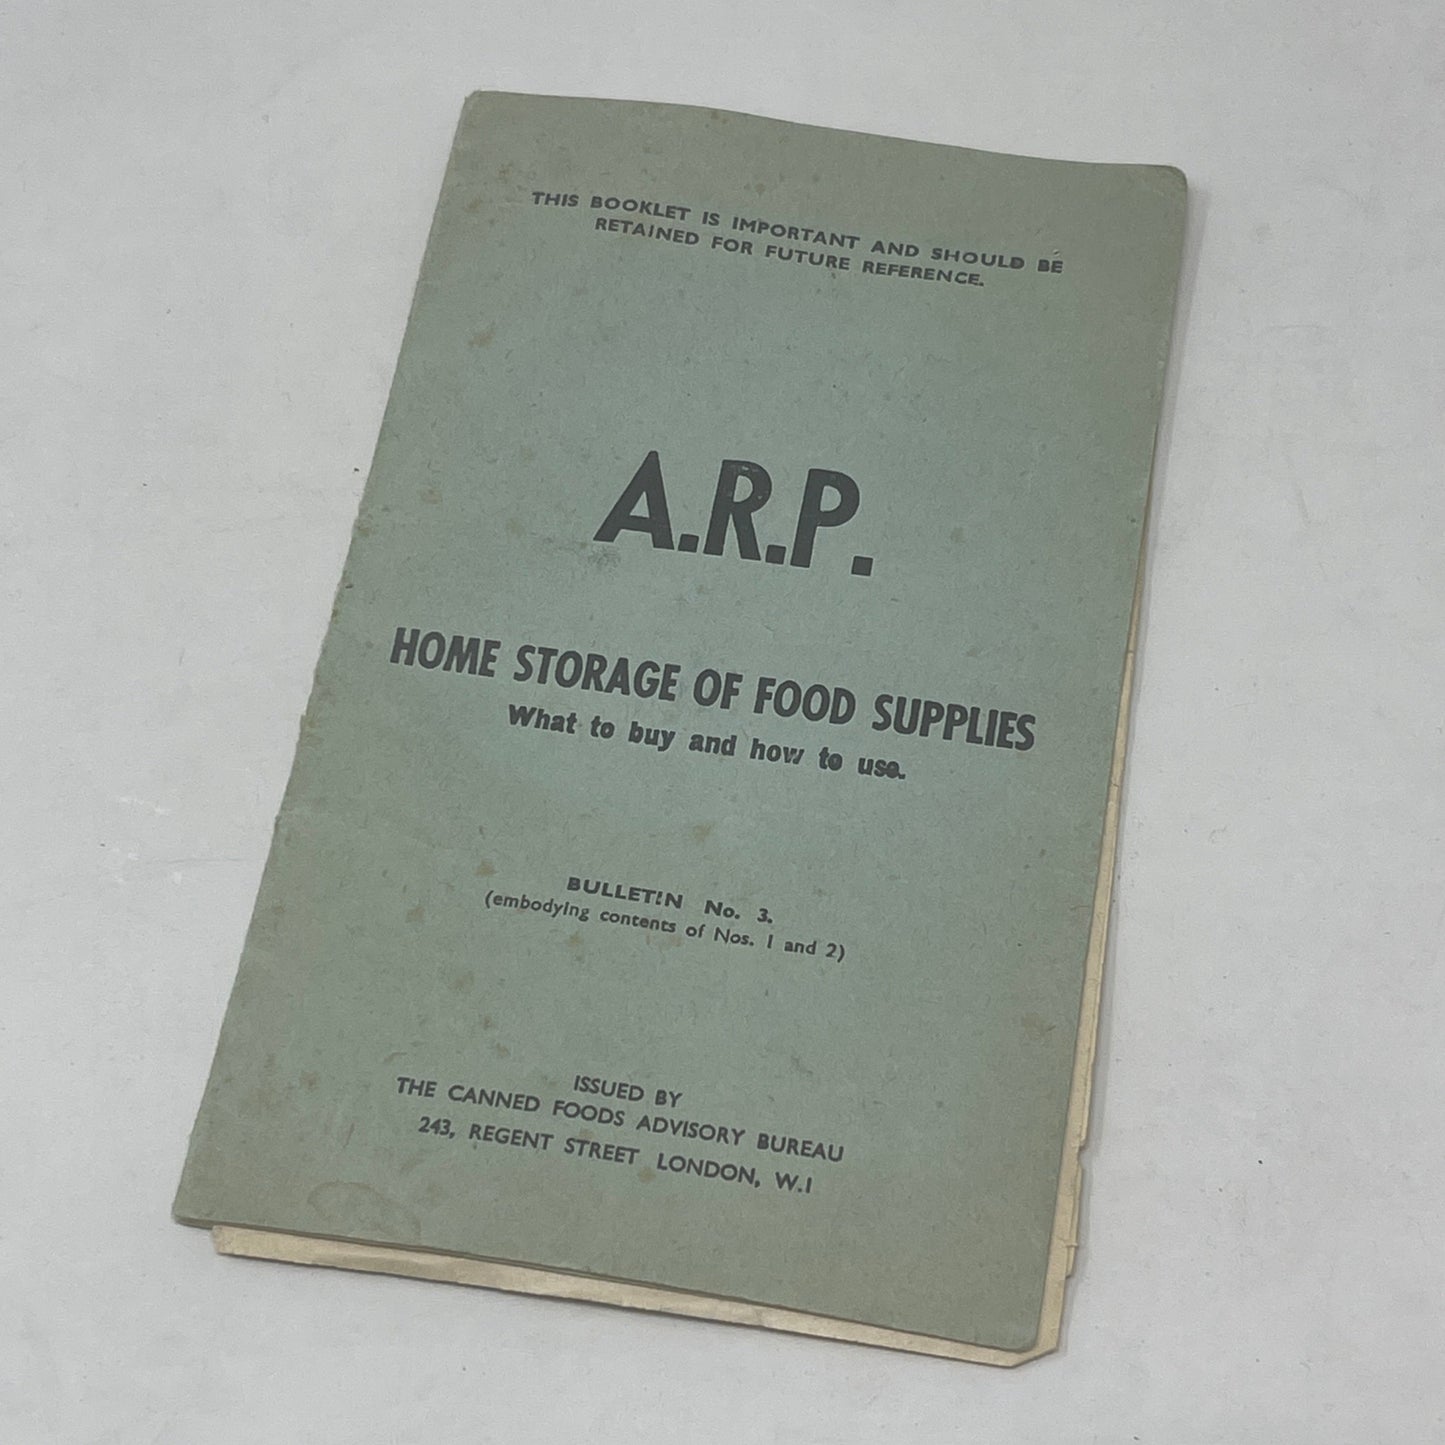 THIS BOOKLET IS IMPORTANT AND SHOULD BE
RETAINED FOR FUTURE REFERENCE.
A.R.P.
HOME STORAGE OF FOOD SUPPLIES
What to buy and how to use.
BULLETIN No. 3.
(embodying contents of Nos. 1 and 2)
ISSUED BY
THE CANNED FOODS ADVISORY BUREAU
243, REGENT STREET LONDON, W.1